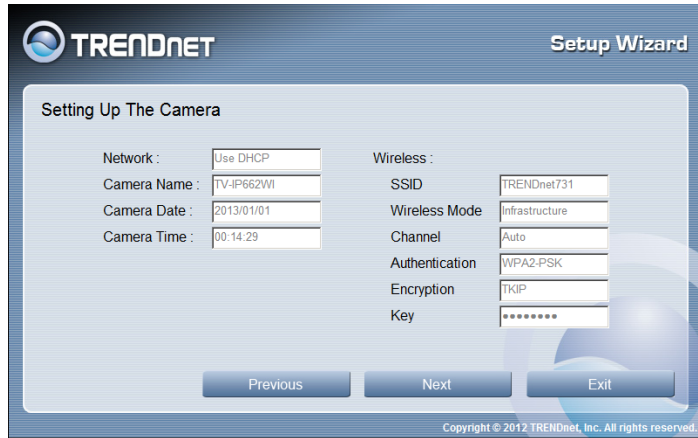 TRENDNET
Setup Wizard
Setting Up The Camera
Network : Use DHCP
Camera Name : TV-IP662WI
Camera Date : 2013/01/01
Camera Time : 00:14:29
Wireless :
SSID TRENDnet731
Wireless Mode Infrastructure
Channel Auto
Authentication WPA2-PSK
Encryption TKIP
Key ●●●●●●●●
Previous Next Exit
Copyright © 2012 TRENDnet, Inc. All rights reserved.